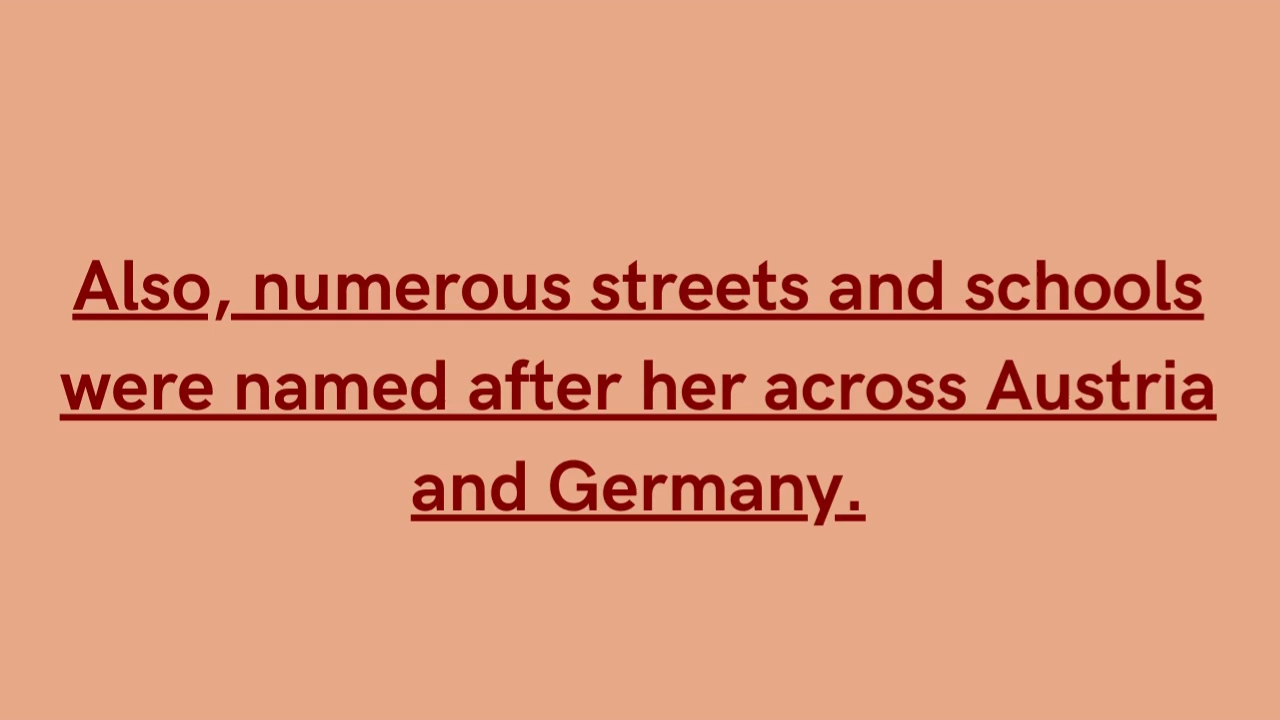 Also, numerous streets and schools
were named after her across Austria
and Germany.